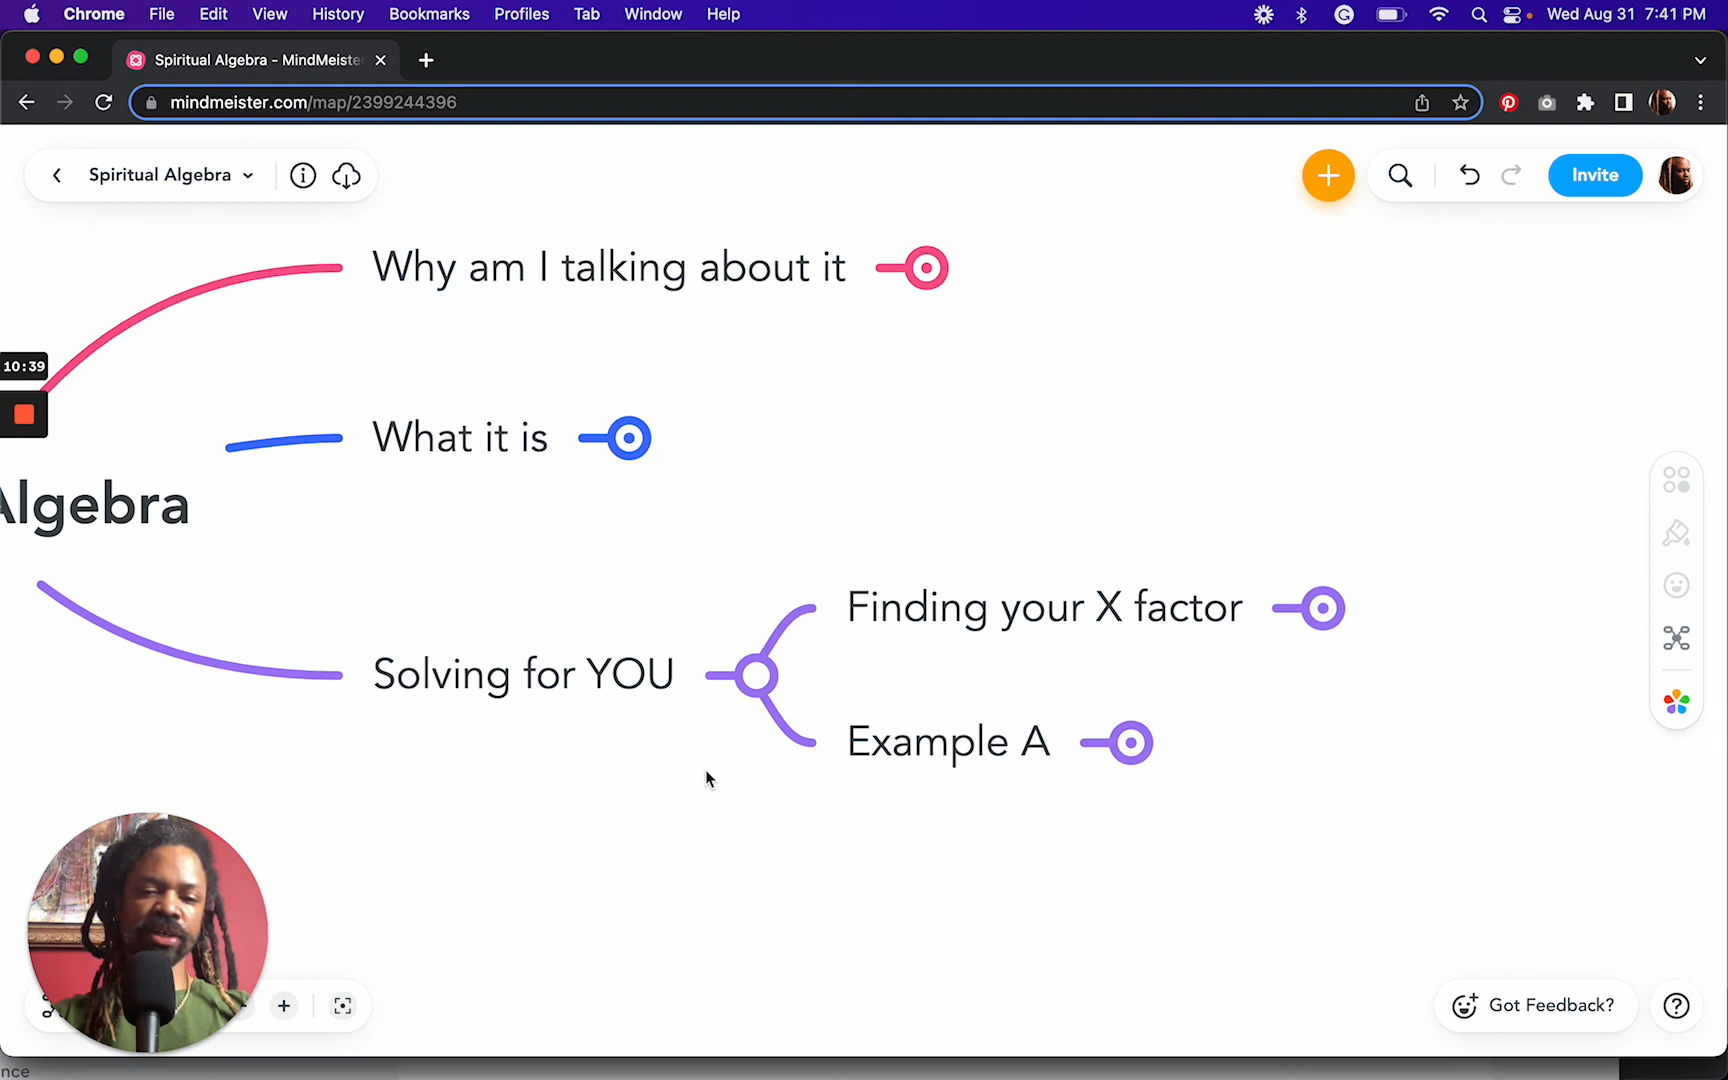 Chrome File Edit View History Bookmarks Profiles Tab Window Help Wed Aug 31 7:41 PM
Spiritual Algebra - MindMeister
mindmeister.com/map/2399244396
Spiritual Algebra
Invite
Why am I talking about it
10:39
What it is
Algebra
Finding your X factor
Solving for YOU
Example A
Got Feedback?
nce